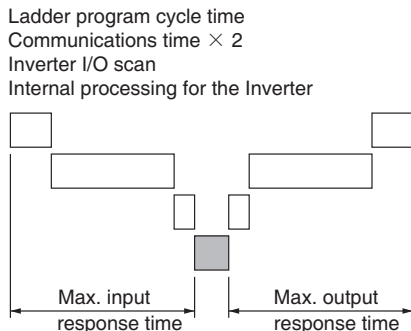 Ladder program cycle time
Communications time × 2
Inverter I/O scan
Internal processing for the Inverter
Max. input
response time
Max. output
response time